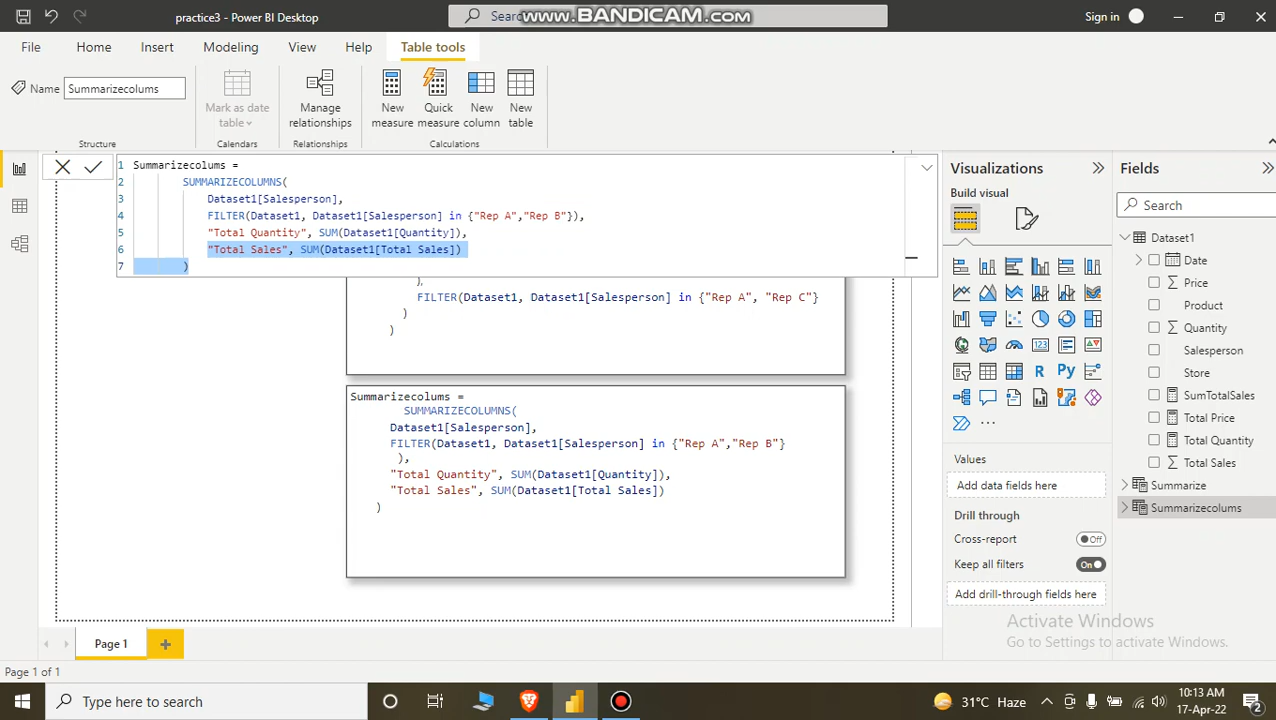 practice3 - Power BI Desktop
Sear
www.BANDICAM.com
Sign in
File
Home
Insert
Modeling
View
Help
Table tools
Name
Summarizecolums
Mark as date
table
New
measure
Quick
measure
New
column
New
table
Manage
relationships
Structure
Calendars
Relationships
Calculations
1 Summarizecolums =
2 SUMMARIZECOLUMNS(
3 Dataset1[Salesperson],
4 FILTER(Dataset1, Dataset1[Salesperson] in {"Rep A","Rep B"}),
5 "Total Quantity", SUM(Dataset1[Quantity]),
6 "Total Sales", SUM(Dataset1[Total Sales])
7 )
),
FILTER(Dataset1, Dataset1[Salesperson] in {"Rep A", "Rep C"}
)
)
Summarizecolums =
SUMMARIZECOLUMNS(
Dataset1[Salesperson],
FILTER(Dataset1, Dataset1[Salesperson] in {"Rep A","Rep B"}
),
"Total Quantity", SUM(Dataset1[Quantity]),
"Total Sales", SUM(Dataset1[Total Sales])
)
Visualizations
Build visual
123
R
Py
Values
Add data fields here
Drill through
Cross-report
Off
Keep all filters
On
Add drill-through fields here
Fields
Search
Dataset1
Date
Price
Product
Quantity
Salesperson
Store
SumTotalSales
Total Price
Total Quantity
Total Sales
Summarize
Summarizecolums
Activate Windows
Go to Settings to activate Windows.
Page 1
Page 1 of 1
Type here to search
31°C Haze
10:13 AM
17-Apr-22
2